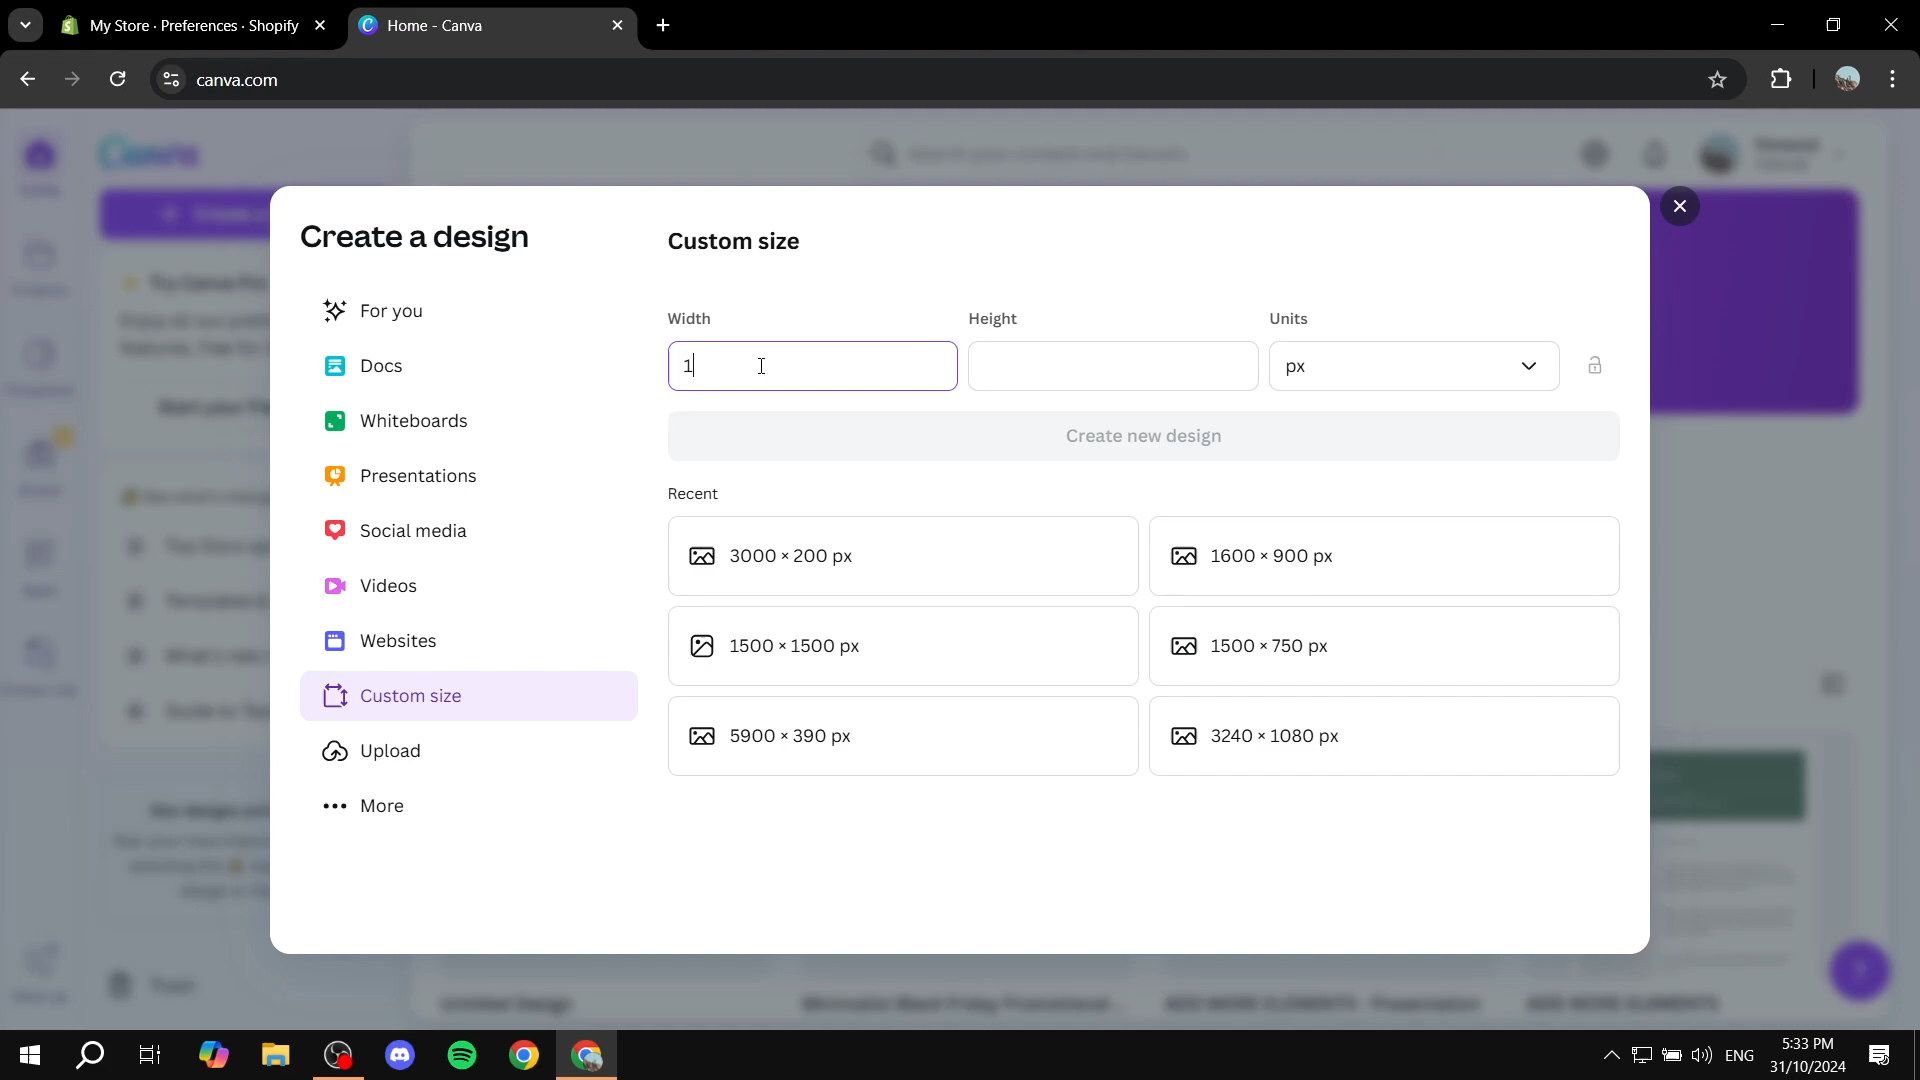 My Store · Preferences · Shopify
Home - Canva
canva.com
Create a design
Custom size
For you
Docs
Whiteboards
Presentations
Social media
Videos
Websites
Custom size
Upload
More
Width
Height
Units
1
px
Create new design
Recent
3000 × 200 px
1600 × 900 px
1500 × 1500 px
1500 × 750 px
5900 × 390 px
3240 × 1080 px
ENG
5:33 PM
31/10/2024